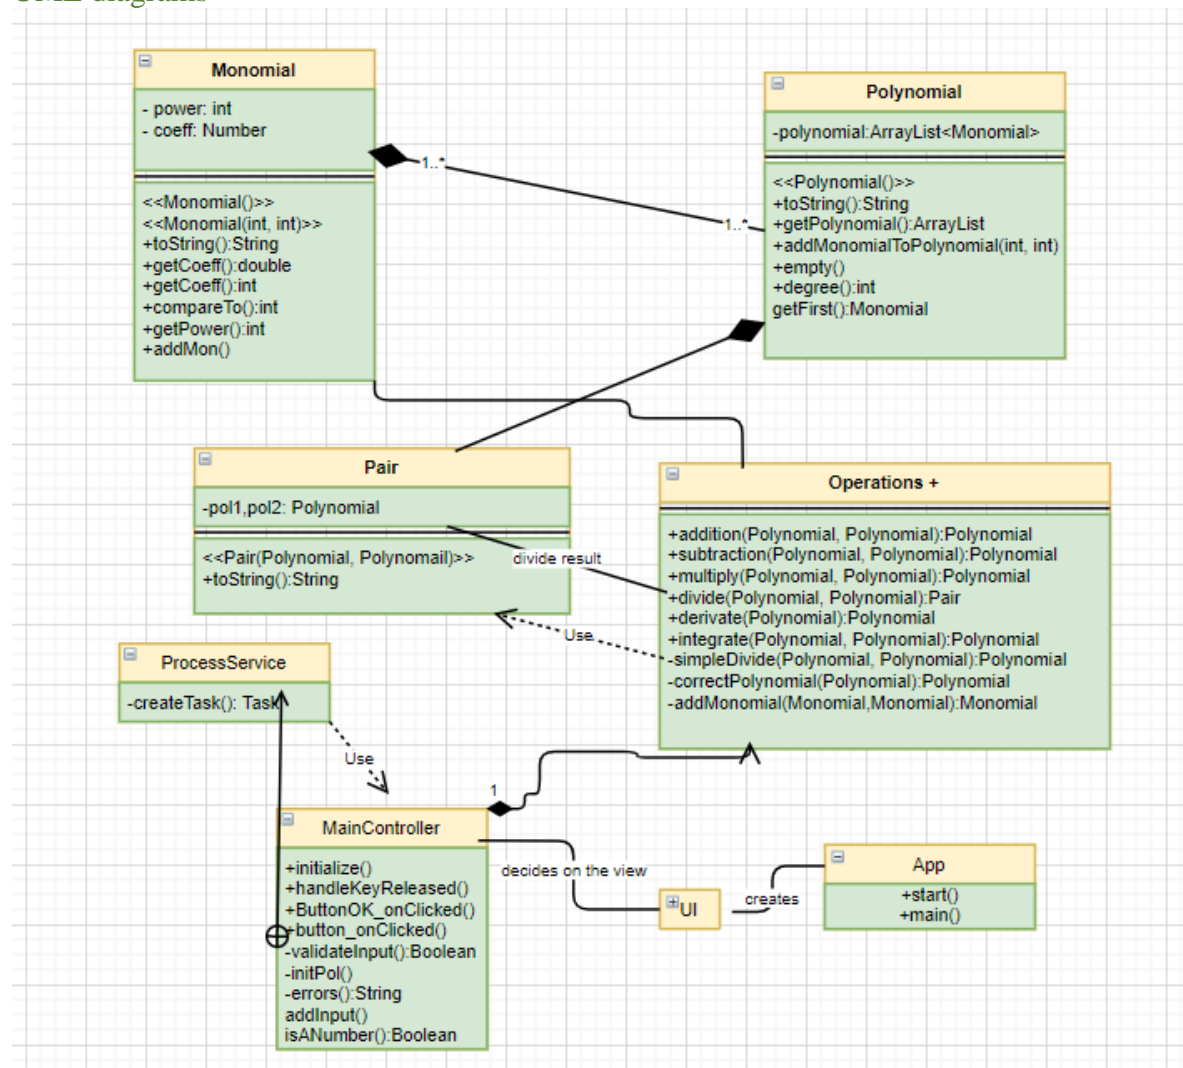 UML diagrams
Monomial
- power: int
- coeff: Number
<<Monomial()>>
<<Monomial(int, int)>>
+toString():String
+getCoeff():double
+getCoeff():int
+compareTo():int
+getPower():int
+addMon()
1..*
1..*
Polynomial
-polynomial:ArrayList<Monomial>
<<Polynomial()>>
+toString():String
+getPolynomial():ArrayList
+addMonomialToPolynomial(int, int)
+empty()
+degree():int
getFirst():Monomial
Pair
-pol1,pol2: Polynomial
<<Pair(Polynomial, Polynomail)>>
+toString():String
divide result
Use
Operations +
+addition(Polynomial, Polynomial):Polynomial
+subtraction(Polynomial, Polynomial):Polynomial
+multiply(Polynomial, Polynomial):Polynomial
+divide(Polynomial, Polynomial):Pair
+derivate(Polynomial):Polynomial
+integrate(Polynomial, Polynomial):Polynomial
-simpleDivide(Polynomial, Polynomial):Polynomial
-correctPolynomial(Polynomial):Polynomial
-addMonomial(Monomial,Monomial):Monomial
ProcessService
-createTask(): Task
Use
1
MainController
+initialize()
+handleKeyReleased()
+ButtonOK_onClicked()
+button_onClicked()
-validateInput():Boolean
-initPol()
-errors():String
addInput()
isANumber():Boolean
decides on the view
UI
creates
App
+start()
+main()